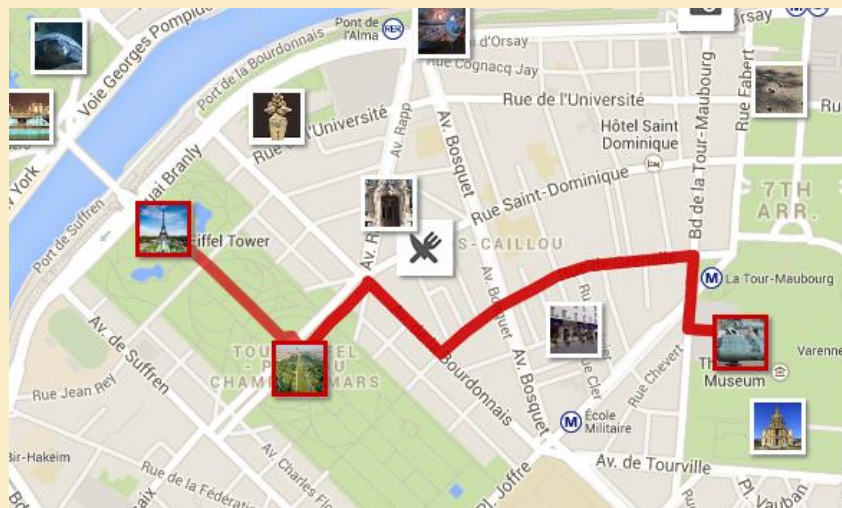 Pont de
l'Alma
RER
Orsay
d'Orsay
Rue Cognacq Jay
Voie Georges Pompidou
Port de la Bourdonnais
Rue de l'Université
Rue
Rue Fabert
Bd de la Tour-Maubourg
Hôtel Saint
Dominique
Av. Rapp
Av. Bosquet
l'Université
Quai Branly
Port de Suffren
York
Rue Saint-Dominique
7TH
ARR.
Eiffel Tower
S-CAILLOU
M
La Tour-Maubourg
Av. de Suffren
Av. Bosquet
Bourdonnais
Av. Bosquet
Rue Cler
Rue Chevert
Museum
Varenne
CHAMP
MARS
Rue Jean Rey
M
École
Militaire
Bir-Hakeim
Av. Charles
Rue de la Fédération
Pl. Joffre
Av. de Tourville
Pl. Vauban